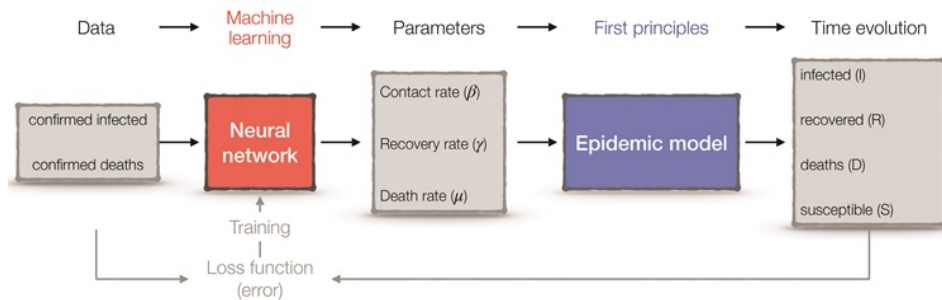 Data
Machine
learning
Parameters
First principles
Time evolution
confirmed infected
confirmed deaths
Neural
network
Contact rate (β)
Recovery rate (γ)
Death rate (μ)
Epidemic model
infected (I)
recovered (R)
deaths (D)
susceptible (S)
Training
Loss function
(error)